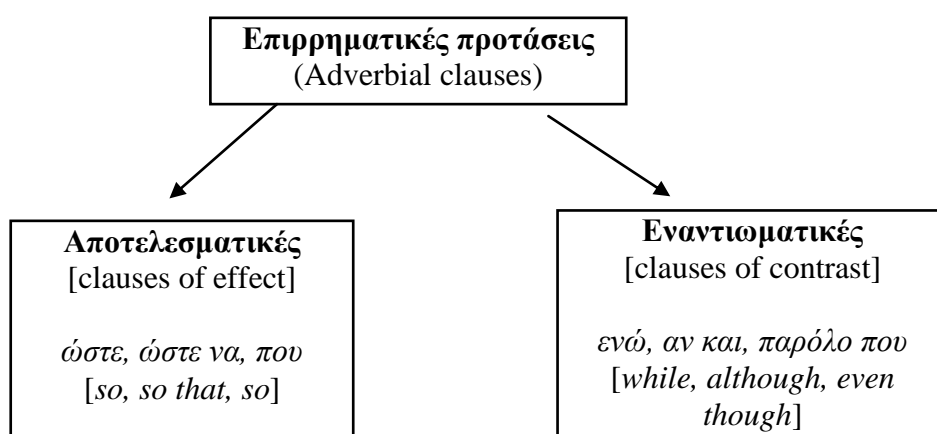 Επιρρηματικές προτάσεις
(Adverbial clauses)
Αποτελεσματικές
[clauses of effect]
ώστε, ώστε να, που
[so, so that, so]
Εναντιωματικές
[clauses of contrast]
ενώ, αν και, παρόλο που
[while, although, even
though]